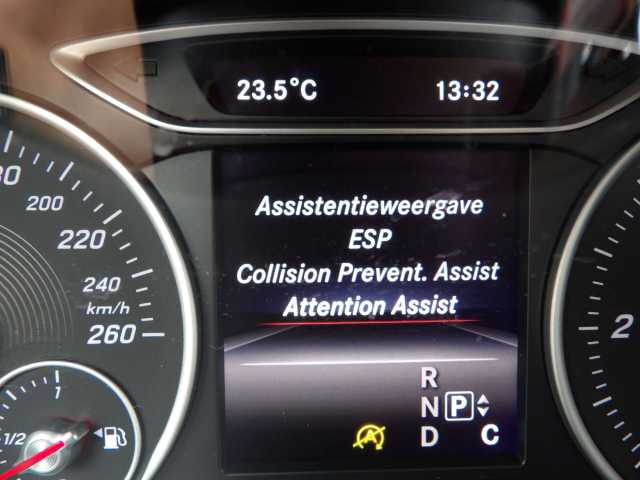 23.5°C 13:32
Assistentieweergave
ESP
Collision Prevent. Assist
Attention Assist
200
220
240
km/h
260
2
1
1/2
R
N P
D C
A